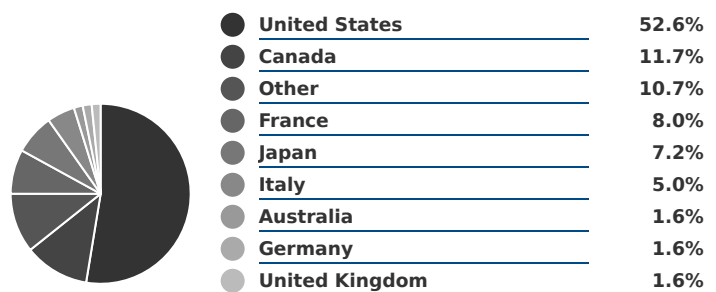 United States 52.6%
Canada 11.7%
Other 10.7%
France 8.0%
Japan 7.2%
Italy 5.0%
Australia 1.6%
Germany 1.6%
United Kingdom 1.6%